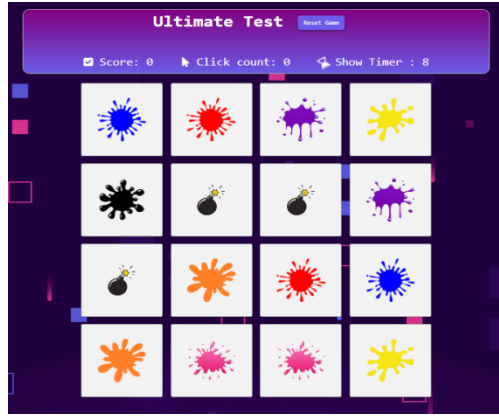 Ultimate Test
Reset Game
Score: 0
Click count: 0
Show Timer : 8